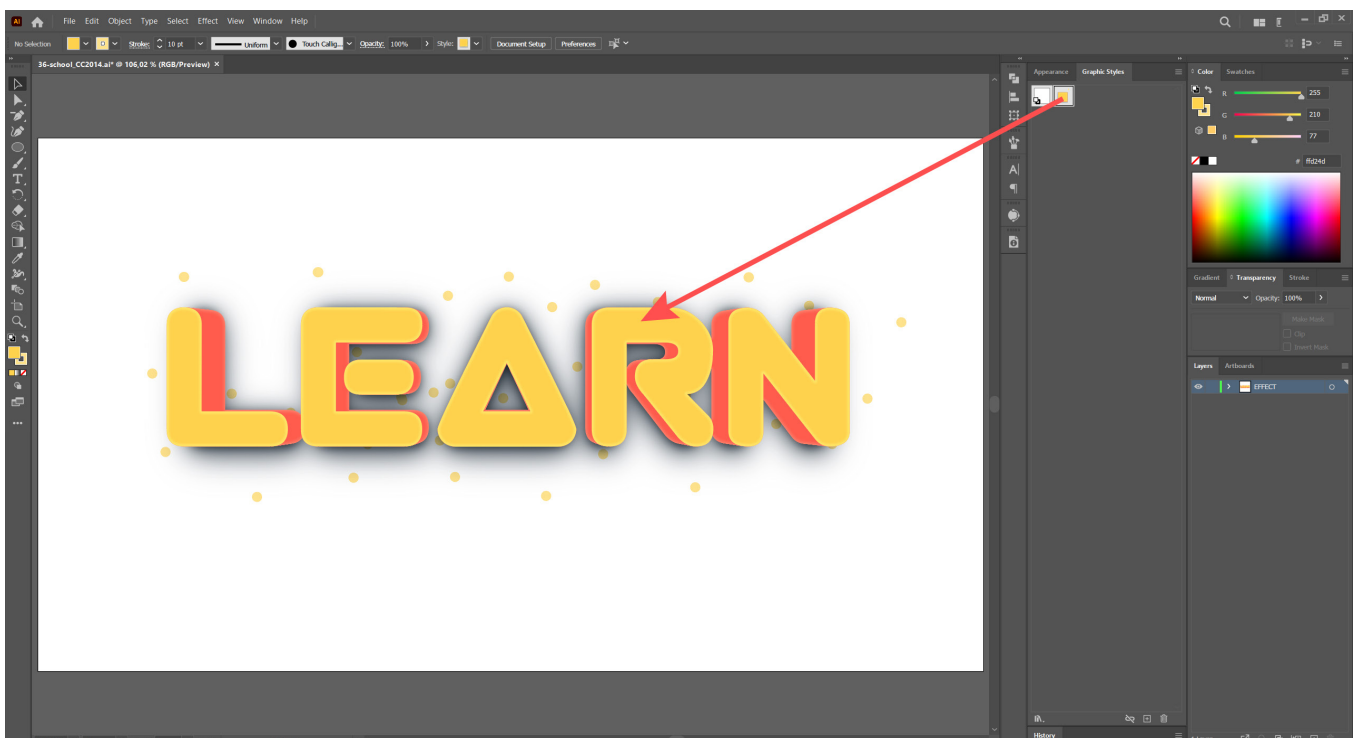 Ai File Edit Object Type Select Effect View Window Help
No Selection Stroke: 10 pt Uniform Touch Callig... Opacity: 100% Style: Document Setup Preferences
36-school_CC2014.ai* @ 106,02 % (RGB/Preview) ×
Appearance Graphic Styles
Color Swatches
R 255
G 210
B 77
# ffd24d
LEARN
Gradient Transparency Stroke
Normal Opacity: 100%
Make Mask
Clip
Invert Mask
Layers Artboards
EFFECT
History